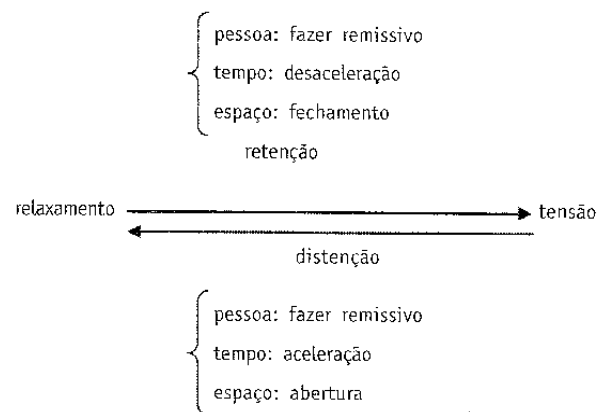 pessoa: fazer remissivo
tempo: desaceleração
espaço: fechamento
retenção
relaxamento
tensão
distenção
pessoa: fazer remissivo
tempo: aceleração
espaço: abertura